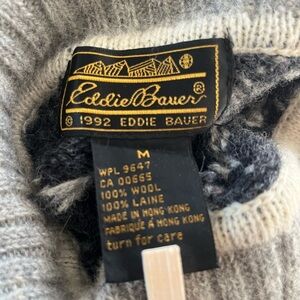 Eddie Bauer®
© 1992 EDDIE BAUER
M
WPL 9647
CA 00665
100% WOOL
100% LAINE
MADE IN HONG KONG
FABRIQUÉ À HONG KONG
turn for care